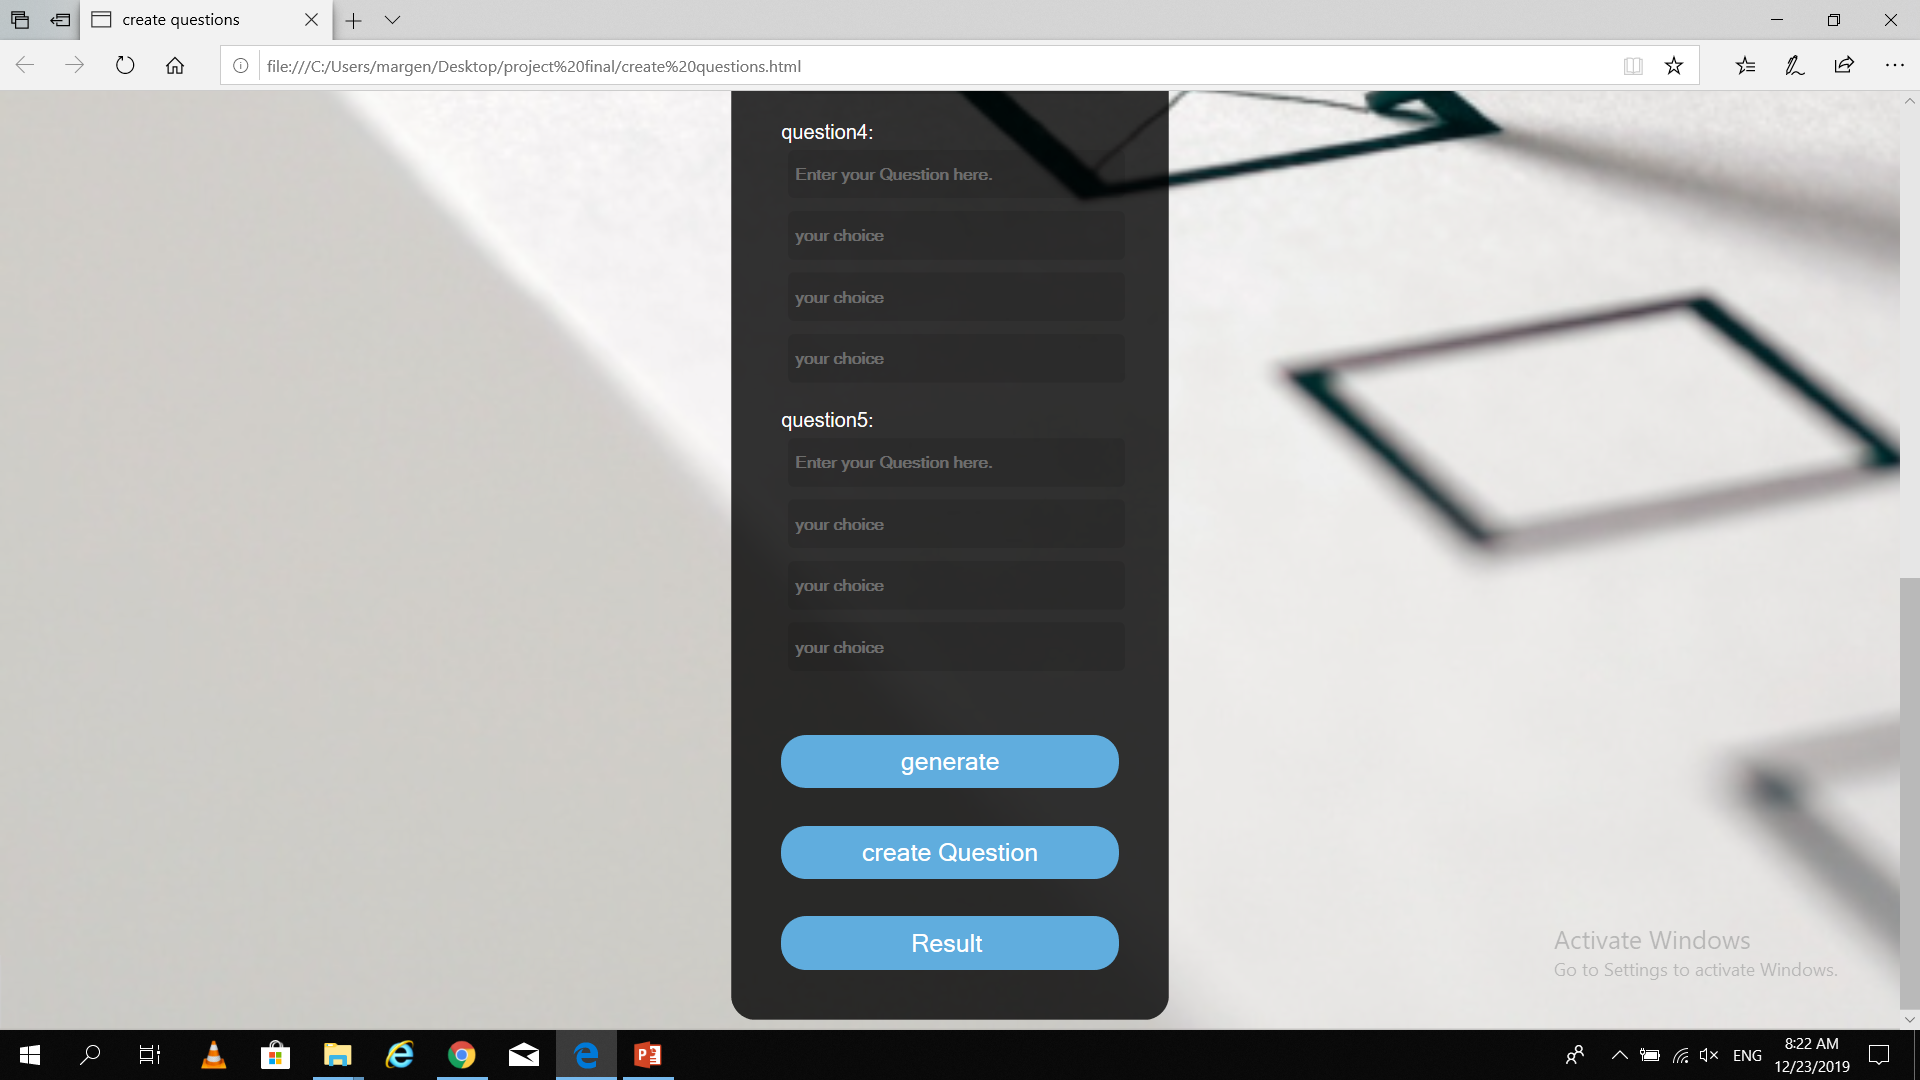 create questions
file:///C:/Users/margen/Desktop/project%20final/create%20questions.html
question4:
Enter your Question here.
your choice
your choice
your choice
question5:
Enter your Question here.
your choice
your choice
your choice
generate
create Question
Result
Activate Windows
Go to Settings to activate Windows.
ENG
8:22 AM
12/23/2019